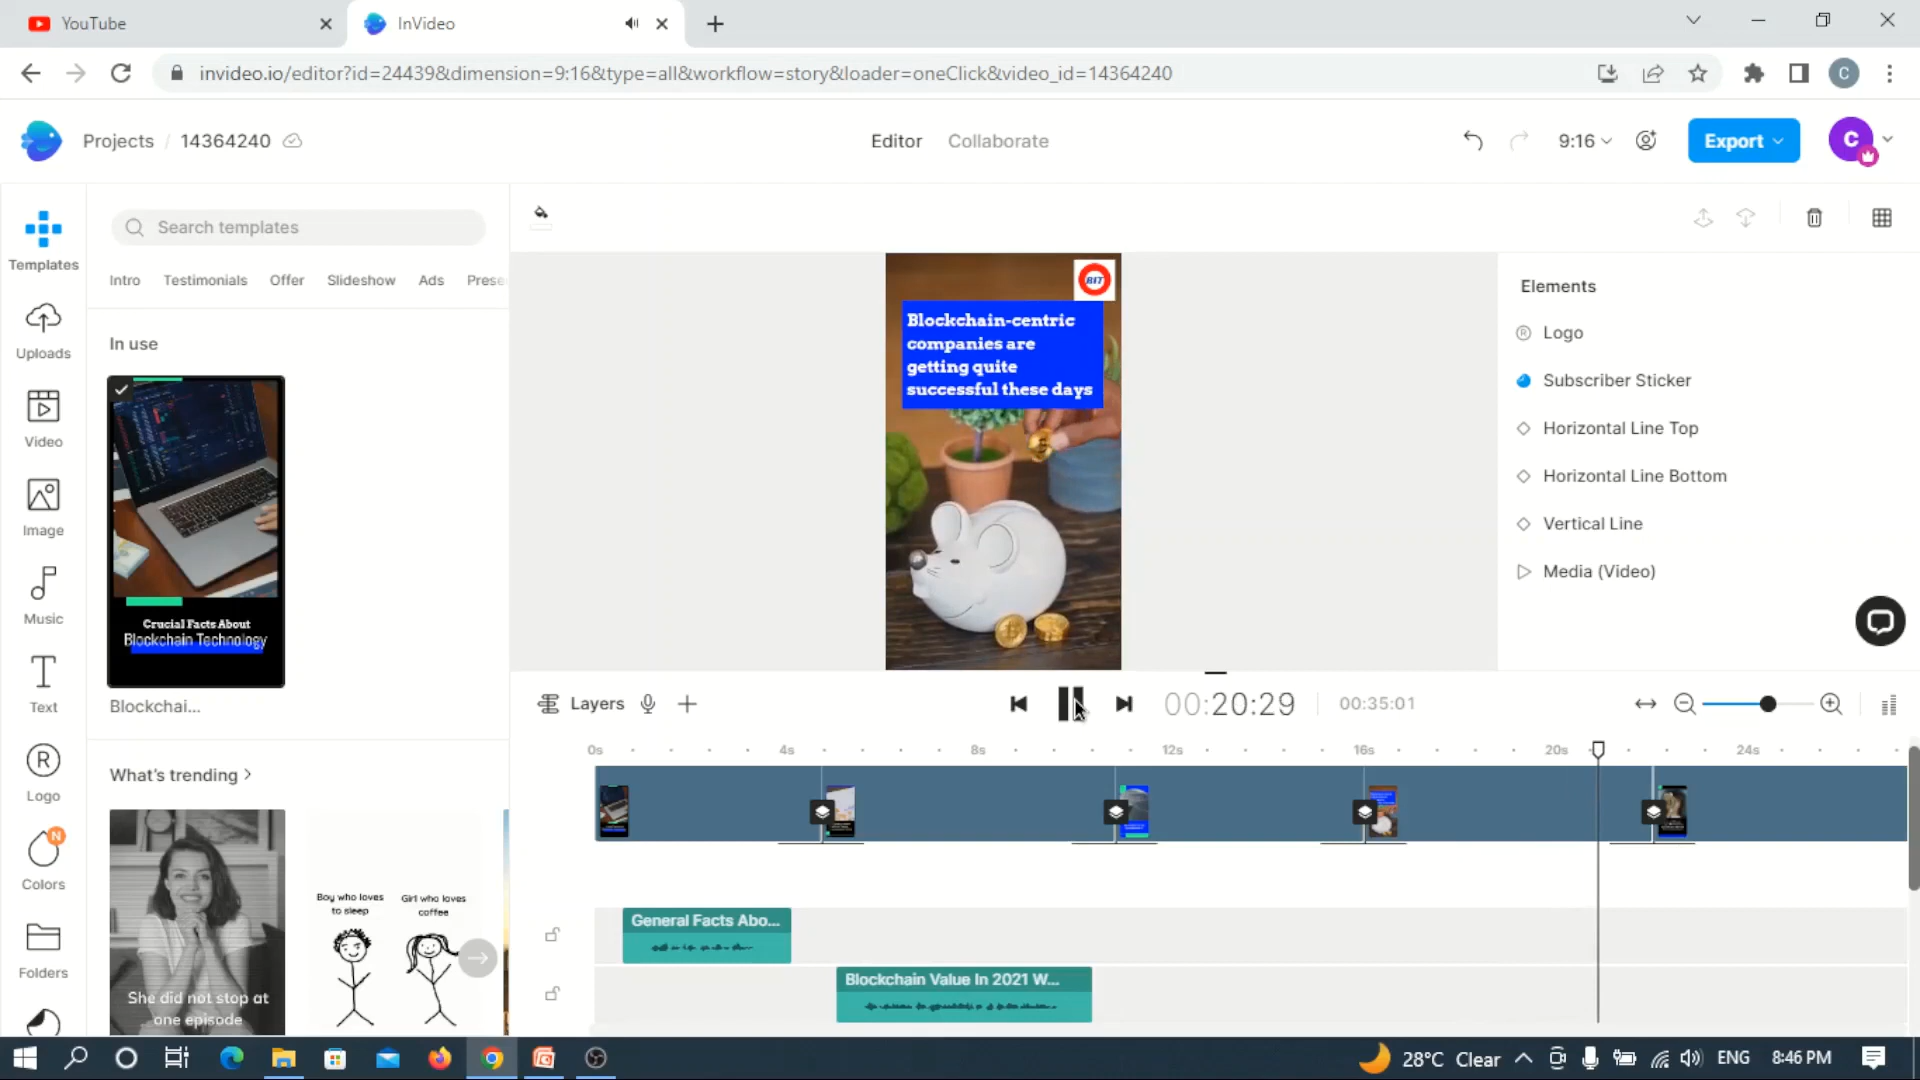 YouTube
InVideo
invideo.io/editor?id=24439&dimension=9:16&type=all&workflow=story&loader=oneClick&video_id=14364240
C
Projects / 14364240
Editor
Collaborate
9:16
Export
C
Templates
Uploads
Video
Image
Music
Text
R
Logo
N
Colors
Folders
Search templates
Intro
Testimonials
Offer
Slideshow
Ads
Prese
In use
Crucial Facts About
Blockchain Technology
Blockchai...
What's trending >
She did not stop at
one episode
Boy who loves
to sleep
Girl who loves
coffee
BIT
Blockchain-centric
companies are
getting quite
successful these days
Elements
R Logo
Subscriber Sticker
Horizontal Line Top
Horizontal Line Bottom
Vertical Line
Media (Video)
Layers
00:20:29
00:35:01
0s
4s
8s
12s
16s
20s
24s
General Facts Abo...
Blockchain Value In 2021 W...
28°C Clear
ENG
8:46 PM